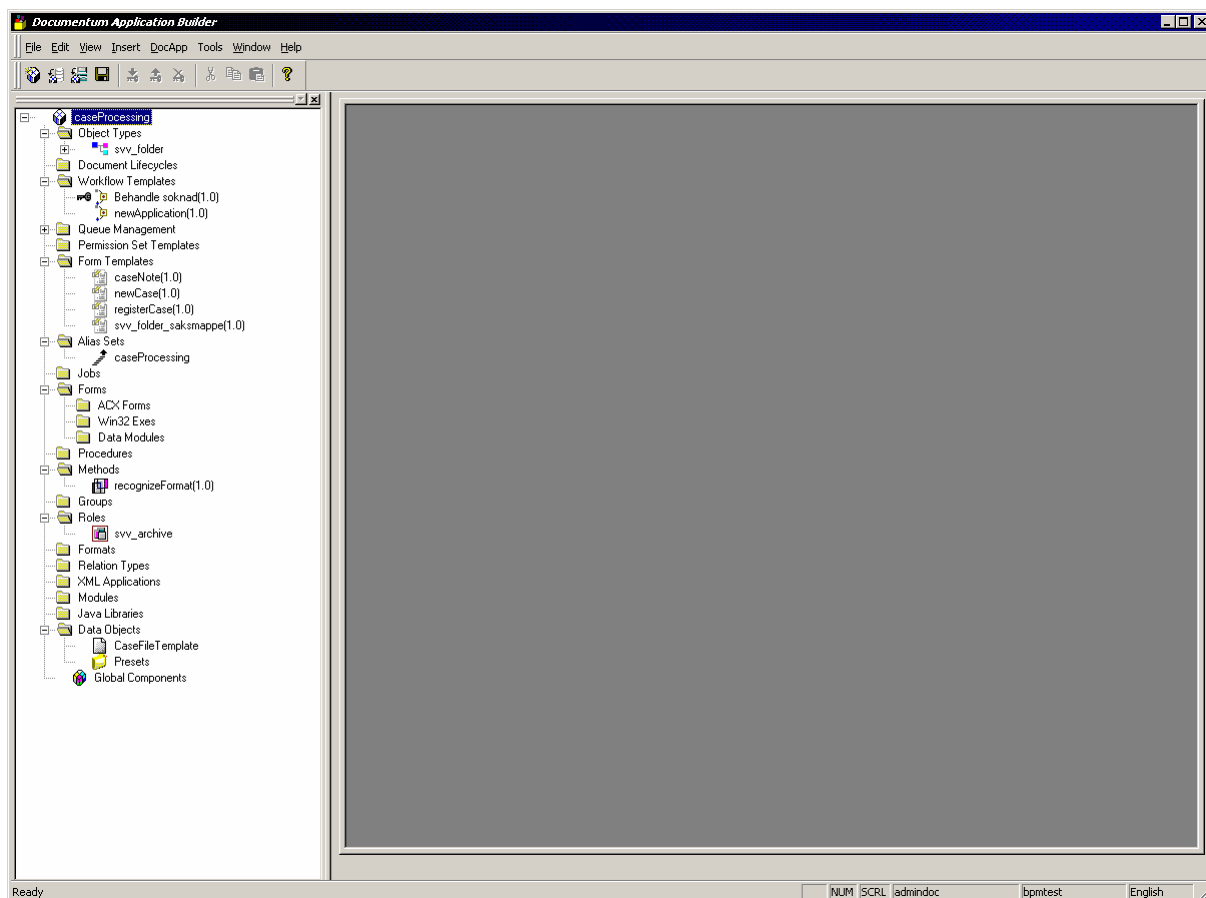 Documentum Application Builder
File Edit View Insert DocApp Tools Window Help
caseProcessing
Object Types
svv_folder
Document Lifecycles
Workflow Templates
Behandle soknad(1.0)
newApplication(1.0)
Queue Management
Permission Set Templates
Form Templates
caseNote(1.0)
newCase(1.0)
registerCase(1.0)
svv_folder_saksmappe(1.0)
Alias Sets
caseProcessing
Jobs
Forms
ACX Forms
Win32 Exes
Data Modules
Procedures
Methods
recognizeFormat(1.0)
Groups
Roles
svv_archive
Formats
Relation Types
XML Applications
Modules
Java Libraries
Data Objects
CaseFileTemplate
Presets
Global Components
Ready NUM SCRL admindoc bpmtest English